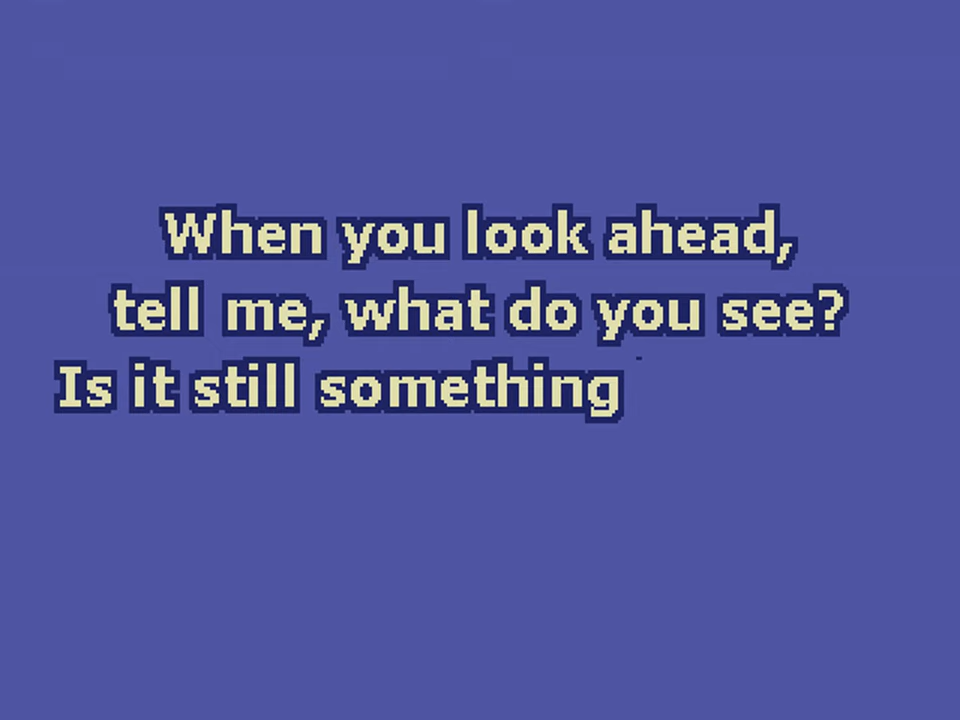 When you look ahead,
tell me, what do you see?
Is it still something